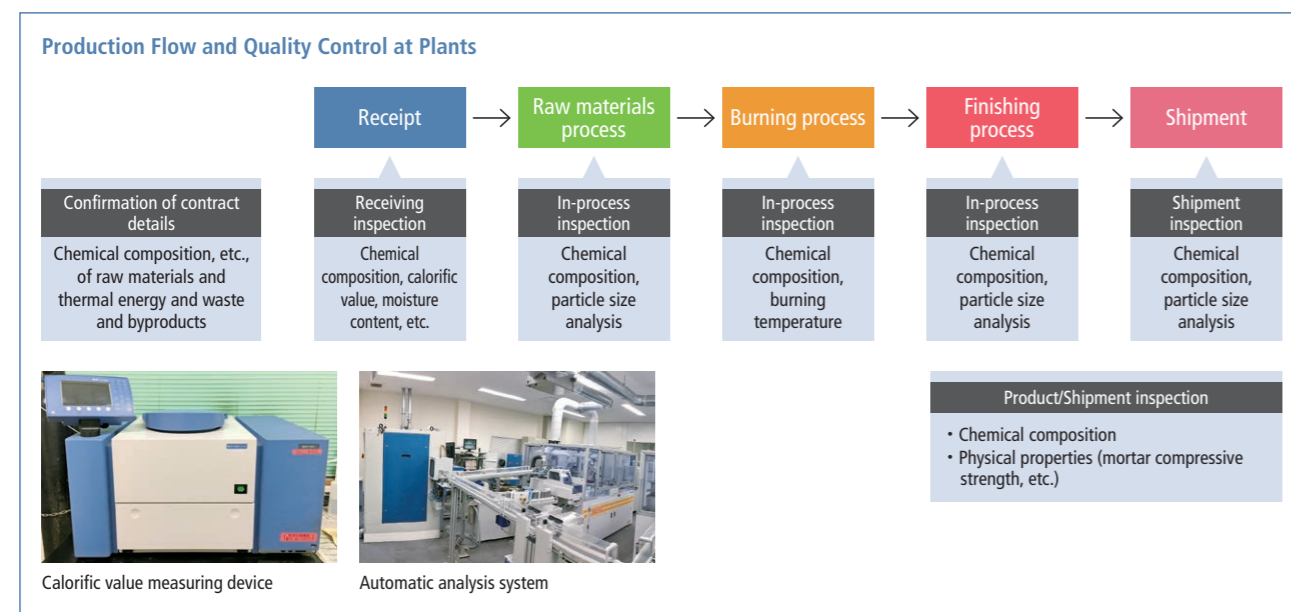 Production Flow and Quality Control at Plants
Receipt
Raw materials
process
Burning process
Finishing
process
Shipment
Confirmation of contract
details
Chemical composition, etc.,
of raw materials and
thermal energy and waste
and byproducts
Receiving
inspection
Chemical
composition, calorific
value, moisture
content, etc.
In-process
inspection
Chemical
composition,
particle size
analysis
In-process
inspection
Chemical
composition,
burning
temperature
In-process
inspection
Chemical
composition,
particle size
analysis
Shipment
inspection
Chemical
composition,
particle size
analysis
Product/Shipment inspection
・Chemical composition
・Physical properties (mortar compressive
strength, etc.)
Calorific value measuring device
Automatic analysis system